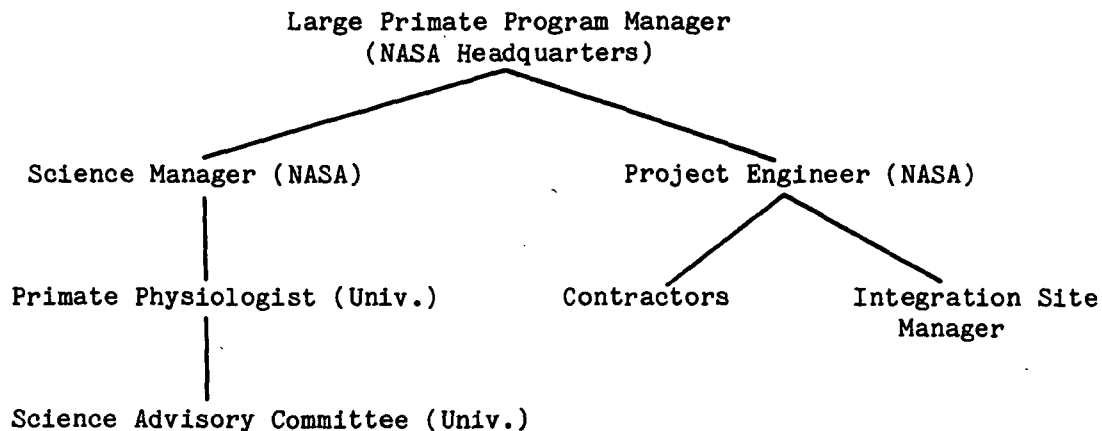 Large Primate Program Manager
(NASA Headquarters)
Science Manager (NASA)
Project Engineer (NASA)
Primate Physiologist (Univ.)
Contractors
Integration Site
Manager
Science Advisory Committee (Univ.)